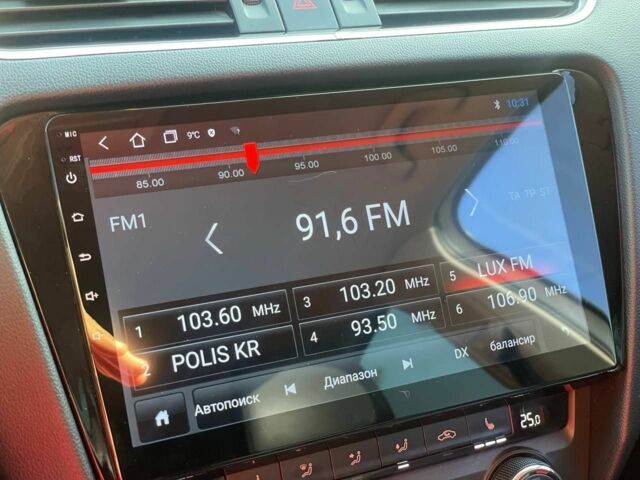 MIC
RST
9°C
10:31
85.00 90.00 95.00 100.00 105.00 110.00
FM1
91,6 FM
TA TP ST
1 103.60 MHz
3 103.20 MHz
5 LUX FM
2 POLIS KR
4 93.50 MHz
6 106.90 MHz
Автопоиск
Диапазон
DX
балансир
25,0